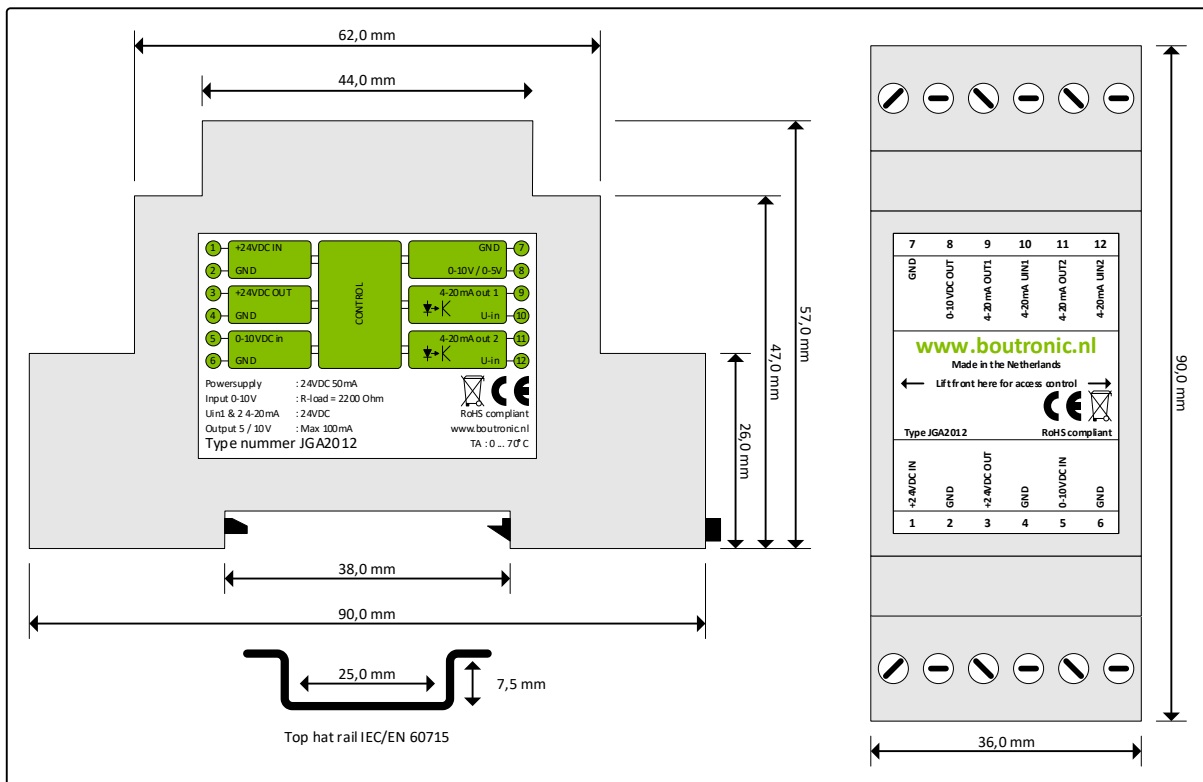 62,0 mm
44,0 mm
1 +24VDC IN
2 GND
3 +24VDC OUT
4 GND
5 0-10VDC in
6 GND
CONTROL
GND 7
0-10V / 0-5V 8
4-20mA out 1 9
U-in 10
4-20mA out 2 11
U-in 12
Powersupply : 24VDC 50mA
Input 0-10V : R-load = 2200 Ohm
Uin1 & 2 4-20mA : 24VDC
Output 5 / 10V : Max 100mA
Type nummer JGA2012
CE
RoHS compliant
www.boutronic.nl
TA : 0 ... 70°C
57,0 mm
47,0 mm
26,0 mm
38,0 mm
90,0 mm
25,0 mm
7,5 mm
Top hat rail IEC/EN 60715
7 8 9 10 11 12
GND
0-10VDC OUT
4-20mA OUT1
4-20mA UIN1
4-20mA OUT2
4-20mA UIN2
www.boutronic.nl
Made in the Netherlands
Lift front here for access control
CE
Type JGA2012 RoHS compliant
+24VDC IN
GND
+24VDC OUT
GND
0-10VDC IN
GND
1 2 3 4 5 6
90,0 mm
36,0 mm